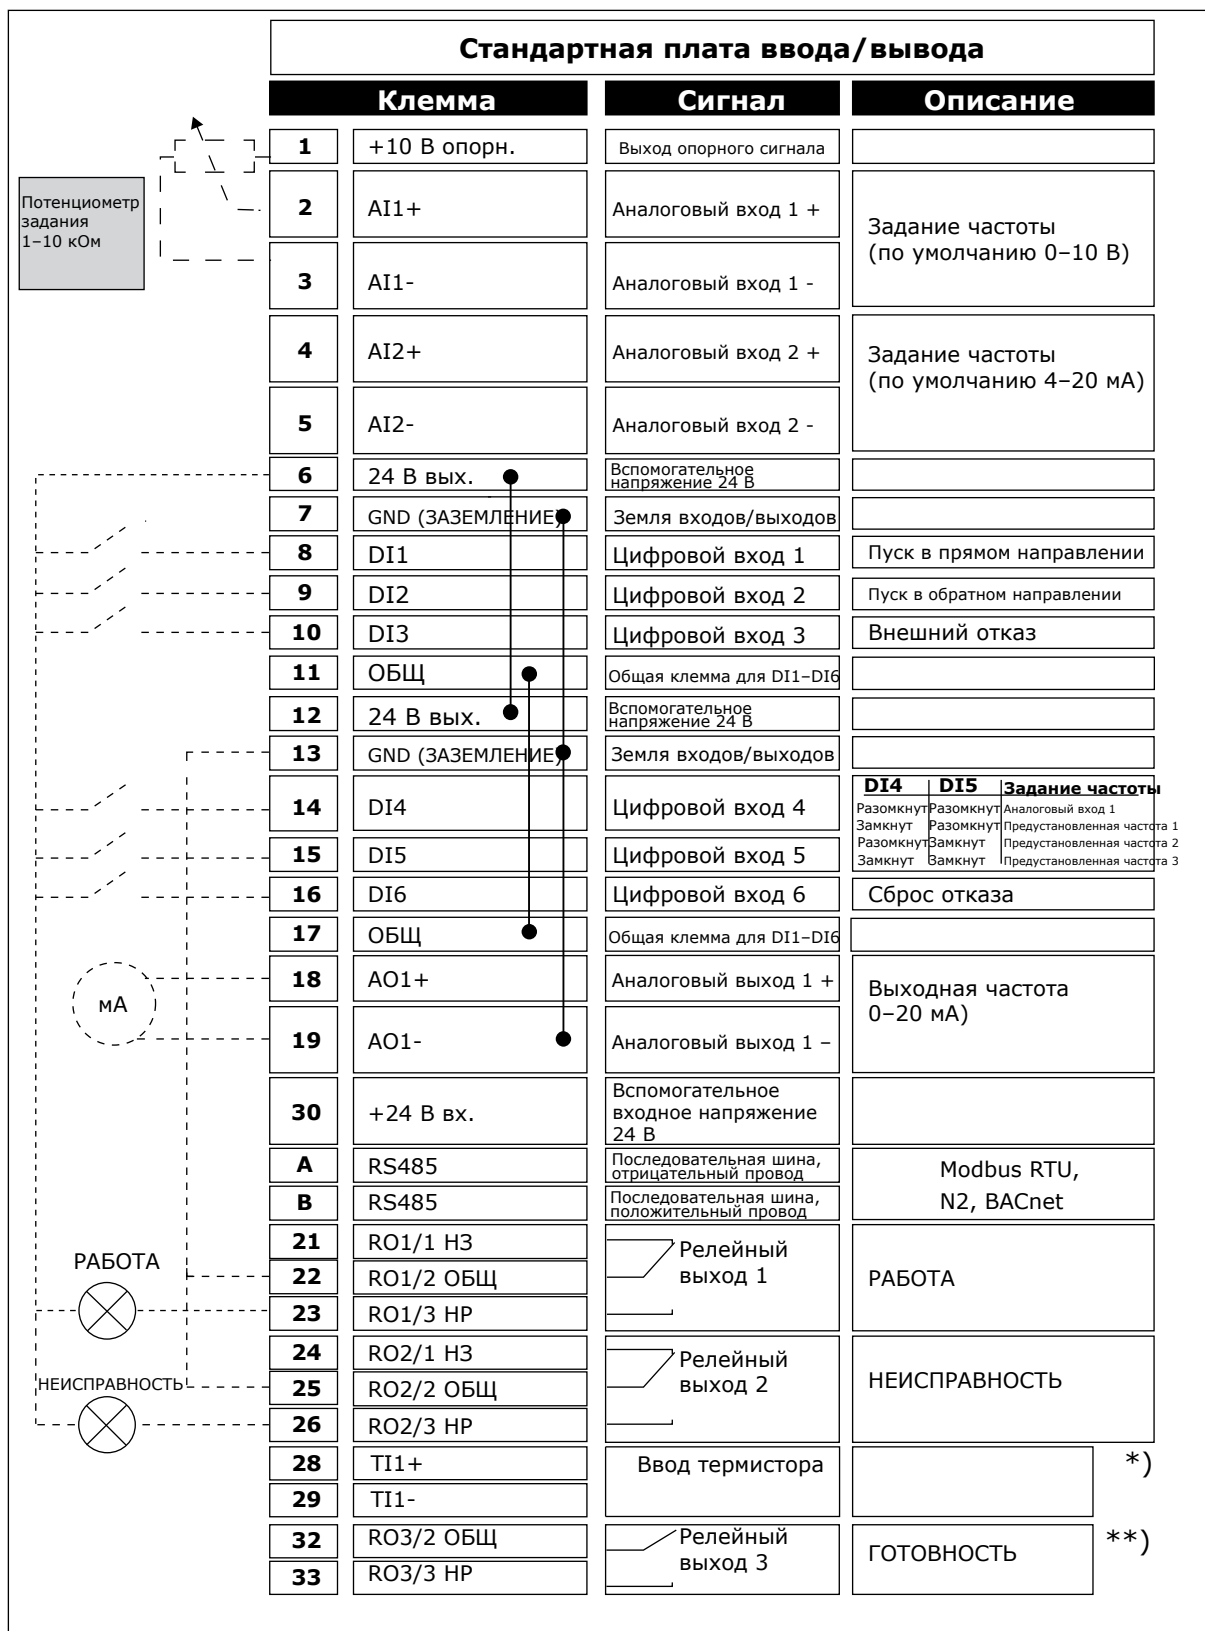 Стандартная плата ввода/вывода
Клемма Сигнал Описание
1 +10 В опорн. Выход опорного сигнала
Потенциометр
задания
1–10 кОм
2 AI1+ Аналоговый вход 1 +
Задание частоты
(по умолчанию 0–10 В)
3 AI1- Аналоговый вход 1 -
4 AI2+ Аналоговый вход 2 +
Задание частоты
(по умолчанию 4–20 мА)
5 AI2- Аналоговый вход 2 -
6 24 В вых. Вспомогательное
напряжение 24 В
7 GND (ЗАЗЕМЛЕНИЕ) Земля входов/выходов
8 DI1 Цифровой вход 1 Пуск в прямом направлении
9 DI2 Цифровой вход 2 Пуск в обратном направлении
10 DI3 Цифровой вход 3 Внешний отказ
11 ОБЩ Общая клемма для DI1–DI6
12 24 В вых. Вспомогательное
напряжение 24 В
13 GND (ЗАЗЕМЛЕНИЕ) Земля входов/выходов
14 DI4 Цифровой вход 4
DI4 DI5 Задание частоты
Разомкнут Разомкнут Аналоговый вход 1
Замкнут Разомкнут Предустановленная частота 1
Разомкнут Замкнут Предустановленная частота 2
Замкнут Замкнут Предустановленная частота 3
15 DI5 Цифровой вход 5
16 DI6 Цифровой вход 6 Сброс отказа
17 ОБЩ Общая клемма для DI1–DI6
18 AO1+ Аналоговый выход 1 +
мА
Выходная частота
0–20 мА)
19 AO1- Аналоговый выход 1 –
30 +24 В вх. Вспомогательное
входное напряжение
24 В
A RS485 Последовательная шина,
отрицательный провод
Modbus RTU,
N2, BACnet
B RS485 Последовательная шина,
положительный провод
21 RO1/1 НЗ
РАБОТА
Релейный
выход 1
22 RO1/2 ОБЩ РАБОТА
23 RO1/3 НР
24 RO2/1 НЗ
Релейный
выход 2
НЕИСПРАВНОСТЬ
25 RO2/2 ОБЩ НЕИСПРАВНОСТЬ
26 RO2/3 НР
28 TI1+ Ввод термистора *)
29 TI1-
32 RO3/2 ОБЩ Релейный
выход 3
ГОТОВНОСТЬ **)
33 RO3/3 НР